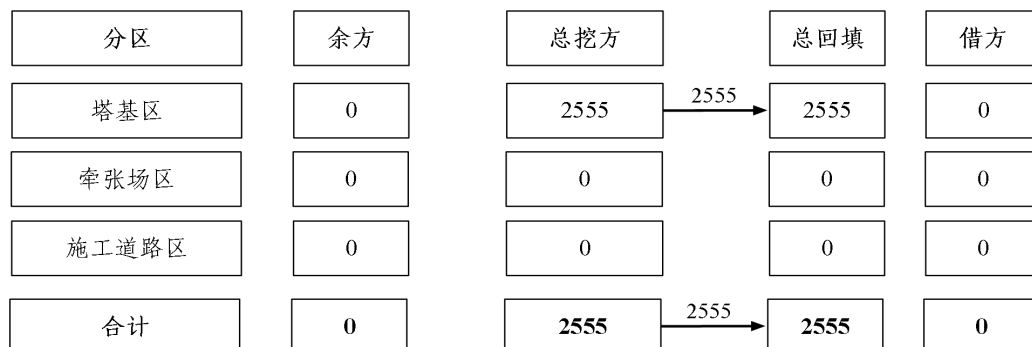 分区 余方 总挖方 总回填 借方
塔基区 0 2555 2555 2555 0
牵张场区 0 0 0 0
施工道路区 0 0 0 0
合计 0 2555 2555 2555 0